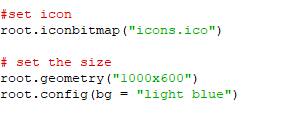 #set icon
root.iconbitmap("icons.ico")
# set the size
root.geometry("1000x600")
root.config(bg = "light blue")